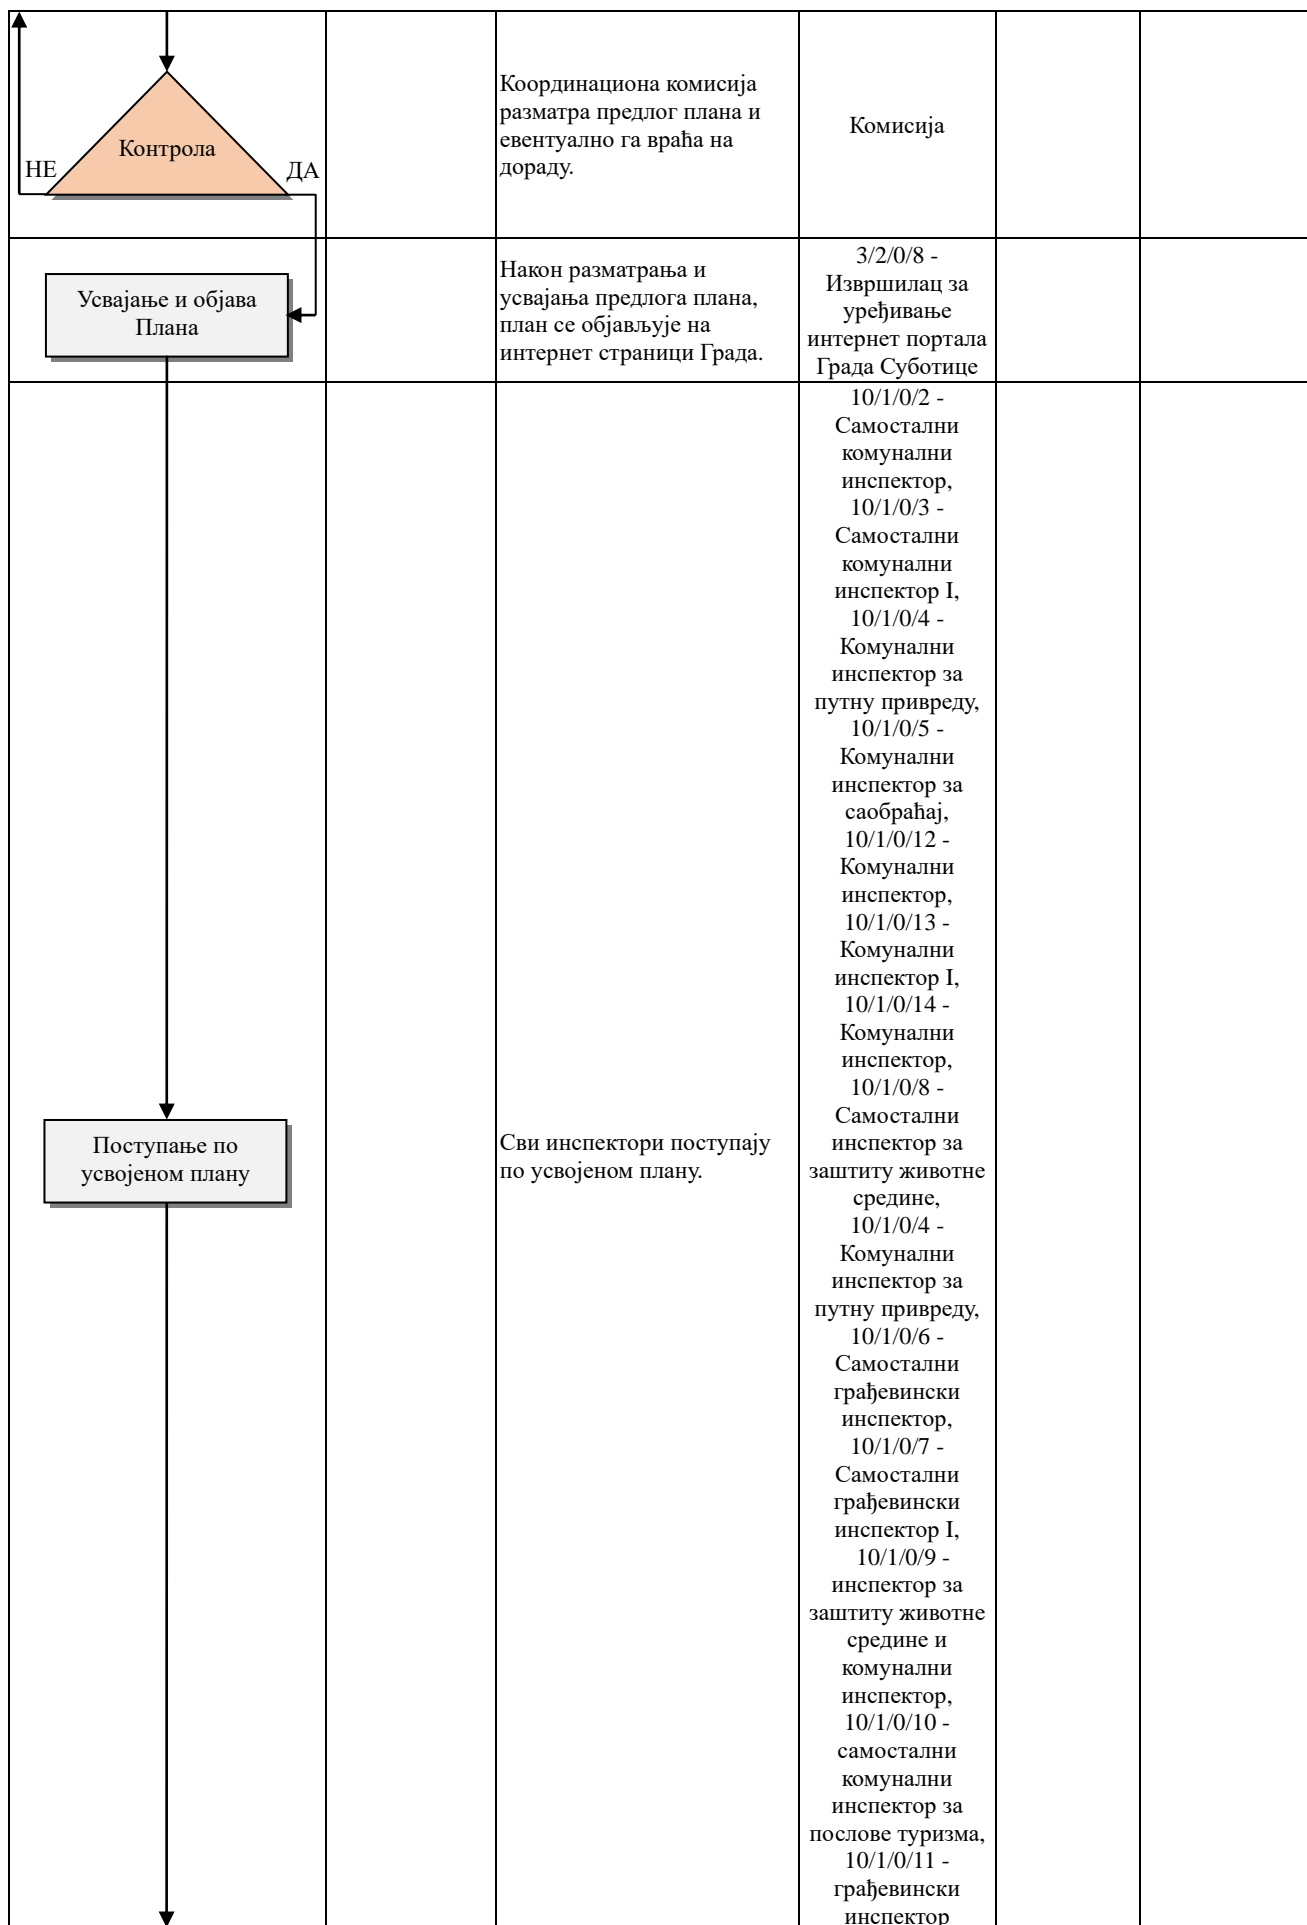 Контрола
НЕ
ДА
Координациона комисија
разматра предлог плана и
евентуално га враћа на
дораду.
Комисија
Усвајање и објава
Плана
Након разматрања и
усвајања предлога плана,
план се објављује на
интернет страници Града.
3/2/0/8 -
Извршилац за
уређивање
интернет портала
Града Суботице
Поступање по
усвојеном плану
Сви инспектори поступају
по усвојеном плану.
10/1/0/2 -
Самостални
комунални
инспектор,
10/1/0/3 -
Самостални
комунални
инспектор I,
10/1/0/4 -
Комунални
инспектор за
путну привреду,
10/1/0/5 -
Комунални
инспектор за
саобраћај,
10/1/0/12 -
Комунални
инспектор,
10/1/0/13 -
Комунални
инспектор I,
10/1/0/14 -
Комунални
инспектор,
10/1/0/8 -
Самостални
инспектор за
заштиту животне
средине,
10/1/0/4 -
Комунални
инспектор за
путну привреду,
10/1/0/6 -
Самостални
грађевински
инспектор,
10/1/0/7 -
Самостални
грађевински
инспектор I,
10/1/0/9 -
инспектор за
заштиту животне
средине и
комунални
инспектор,
10/1/0/10 -
самостални
комунални
инспектор за
послове туризма,
10/1/0/11 -
грађевински
инспектор